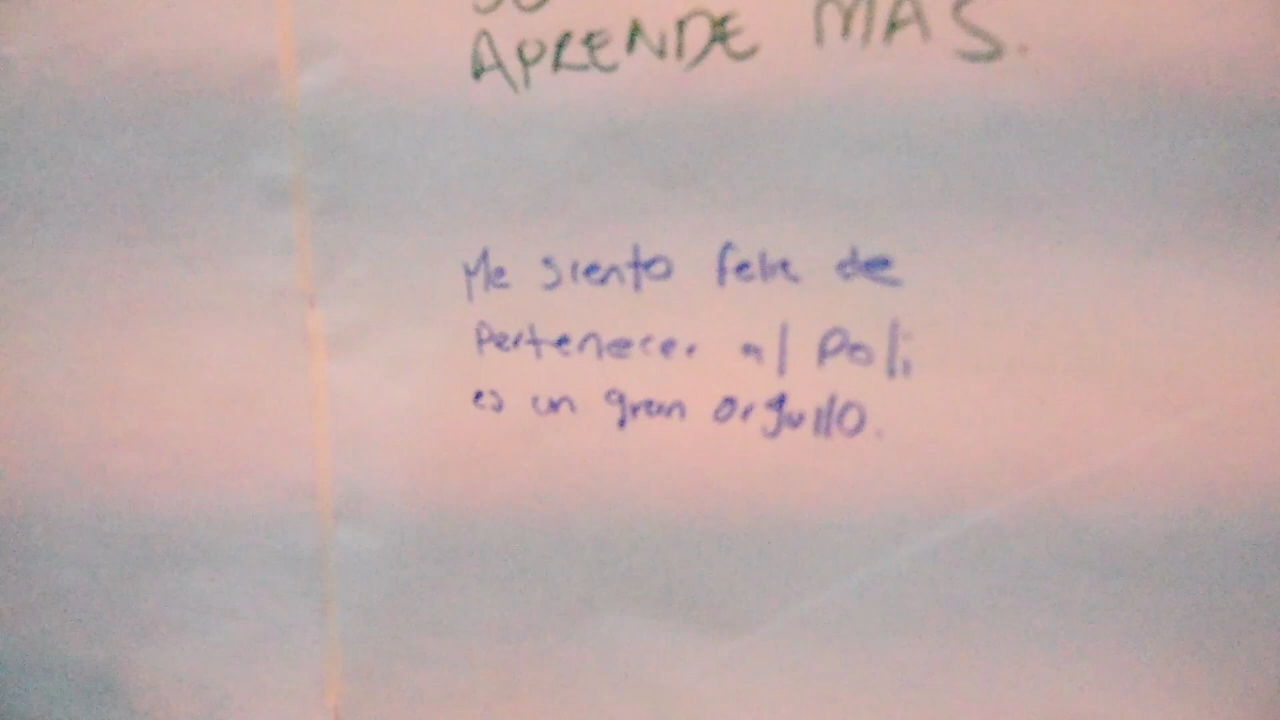 APRENDE MAS.
Me siento feliz de
Pertenecer al Poli
es un gran orgullo.